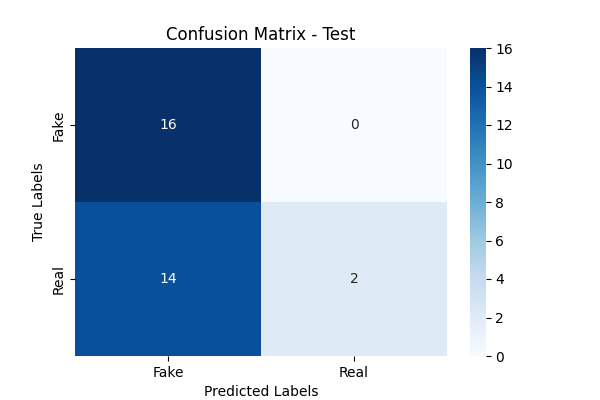 Confusion Matrix - Test
True Labels
Fake
Real
16
0
14
2
Fake
Real
Predicted Labels
16
14
12
10
8
6
4
2
0